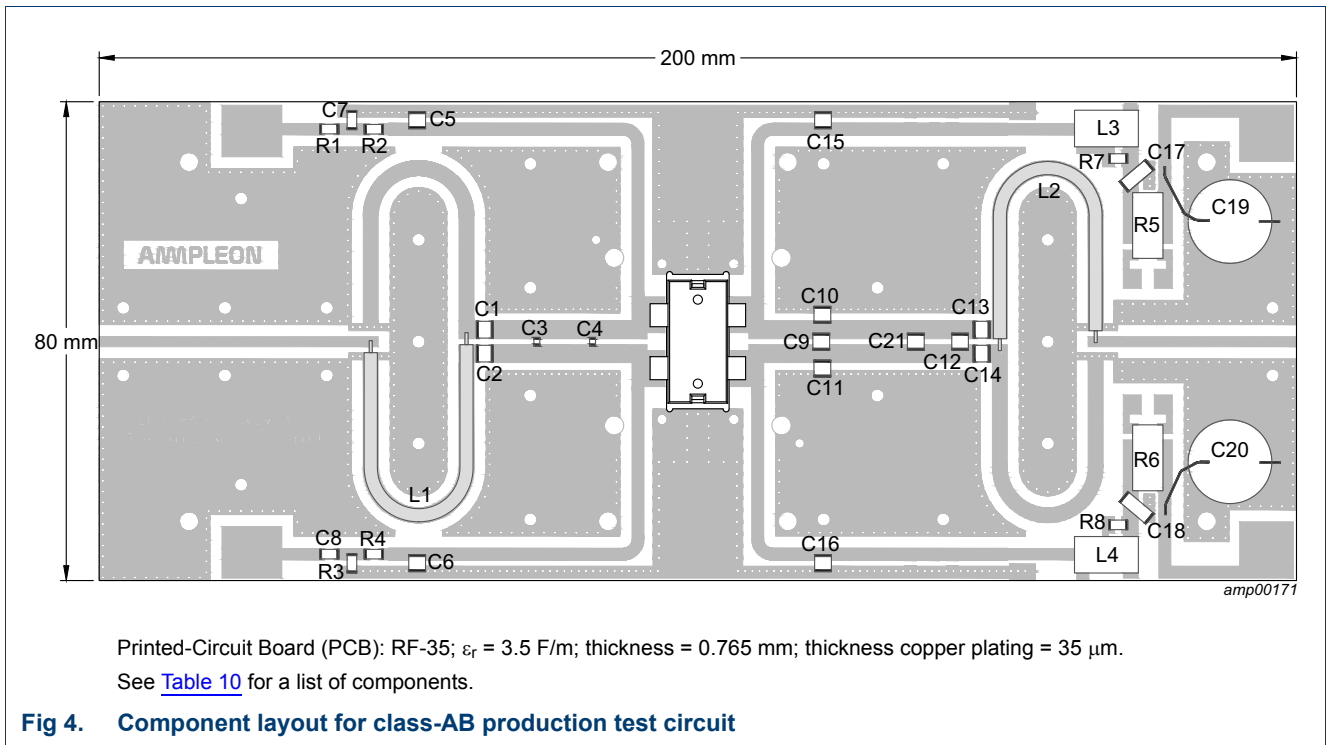 200 mm
80 mm
C7
C5
R1
R2
C15
L3
R7
C17
L2
R5
C19
AMPLEON
C1
C3
C4
C2
C10
C9
C11
C21
C12
C13
C14
L1
C8
R4
R3
C6
C16
R6
C20
R8
C18
L4
amp00171
Printed-Circuit Board (PCB): RF-35; εr = 3.5 F/m; thickness = 0.765 mm; thickness copper plating = 35 μm.
See Table 10 for a list of components.
Fig 4. Component layout for class-AB production test circuit